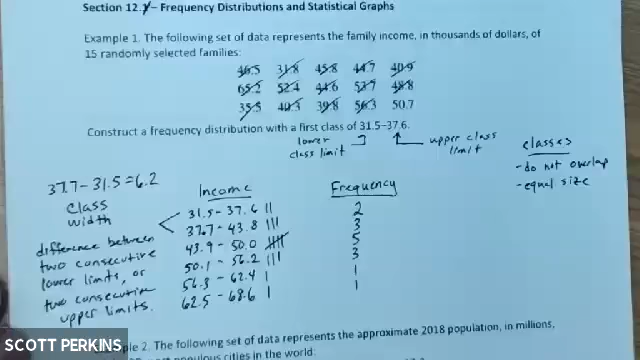 Section 12. – Frequency Distributions and Statistical Graphs
Example 1. The following set of data represents the family income, in thousands of dollars, of
15 randomly selected families:
46.5 31.8 45.8 44.7 40.9
65.2 52.4 44.6 53.7 48.8
35.5 40.3 39.8 56.3 50.7
Construct a frequency distribution with a first class of 31.5–37.6.
lower class limit
upper class limit
classes
- do not overlap
- equal size
37.7 – 31.5 = 6.2
class width
difference between
two consecutive
lower limits, or
two consecutive
upper limits.
Income Frequency
31.5 – 37.6 || 2
37.7 – 43.8 ||| 3
43.9 – 50.0 5
50.1 – 56.2 ||| 3
56.3 – 62.4 | 1
62.5 – 68.6 | 1
SCOTT PERKINS
ple 2. The following set of data represents the approximate 2018 population, in millions,
populous cities in the world: